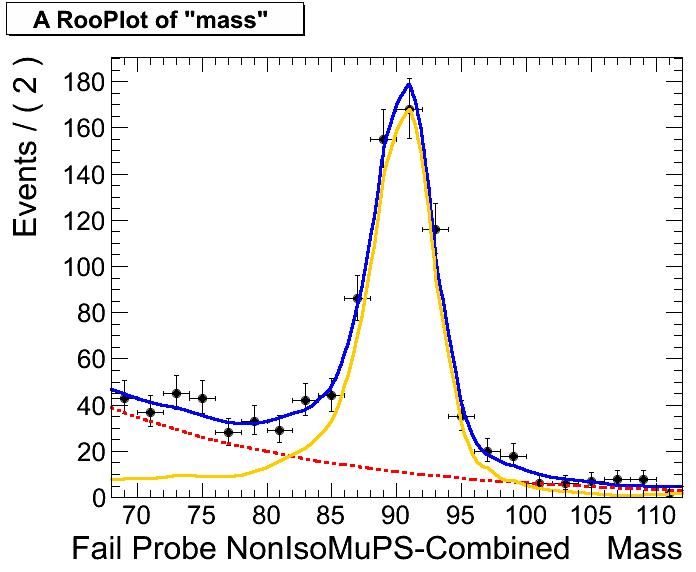 A RooPlot of "mass"
Events / ( 2 )
180
160
140
120
100
80
60
40
20
0
70 75 80 85 90 95 100 105 110
Fail Probe NonIsoMuPS-Combined Mass